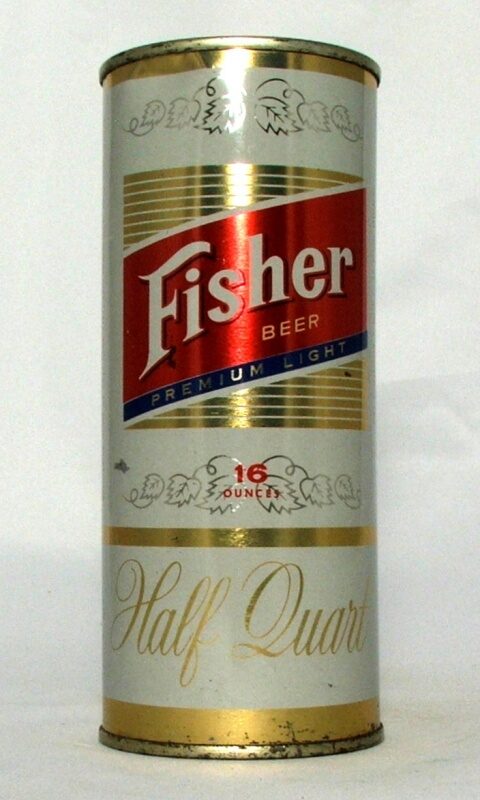 Fisher
BEER
PREMIUM LIGHT
16
OUNCES
Half Quart